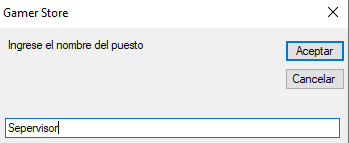 Gamer Store
Ingrese el nombre del puesto
Aceptar
Cancelar
Sepervisor